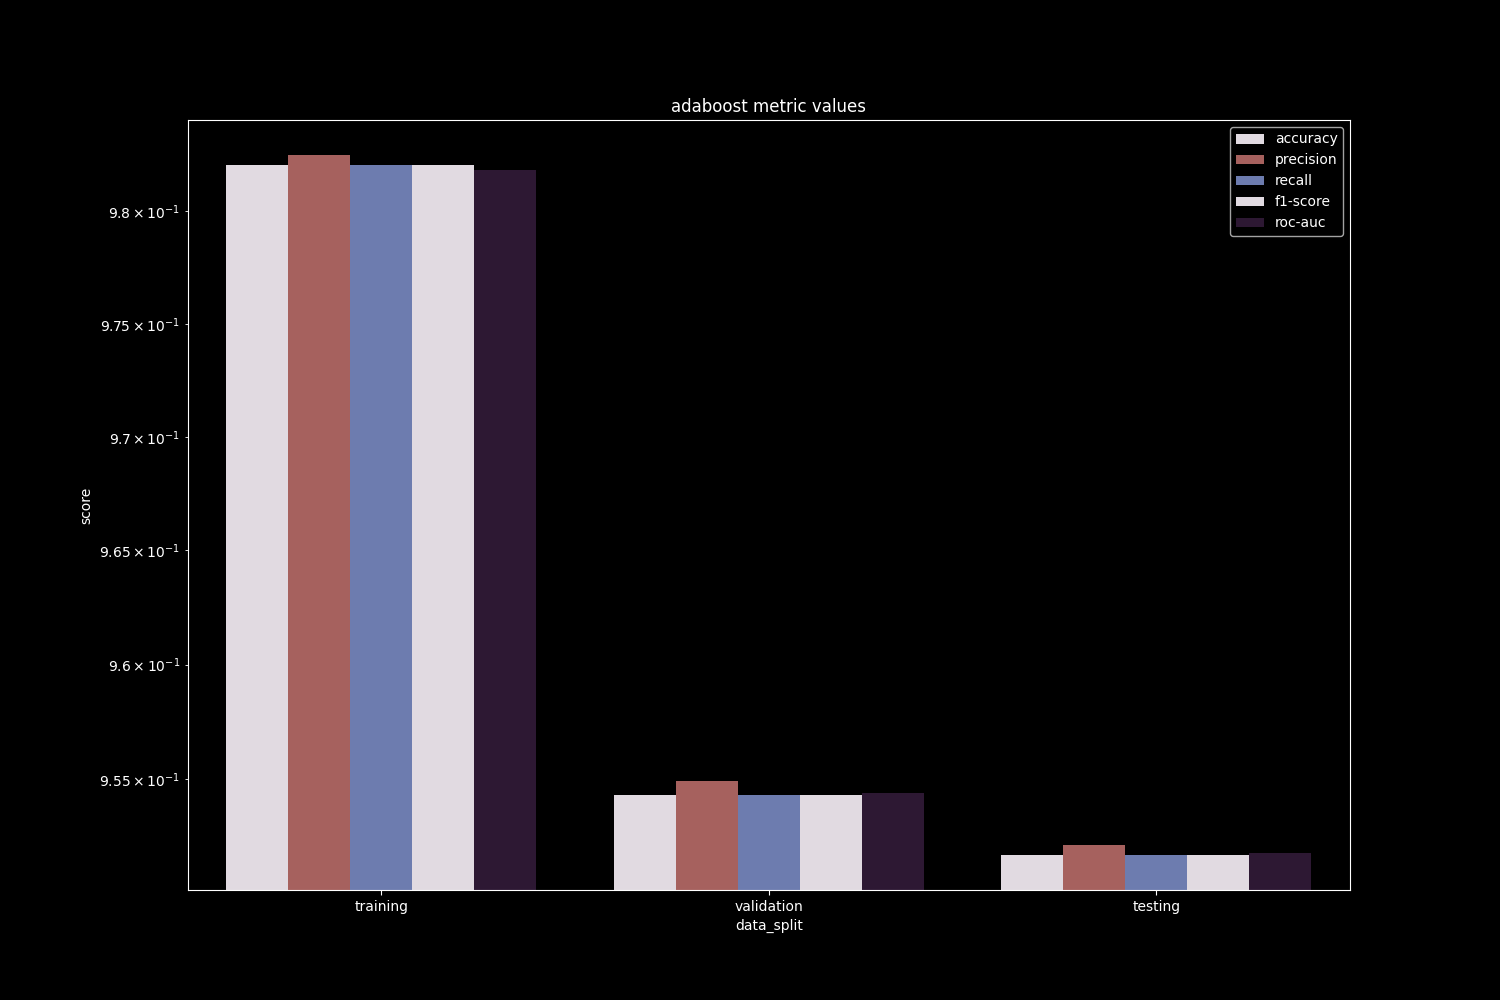 adaboost metric values
accuracy
precision
recall
f1-score
roc-auc
9.8 × 10⁻¹
9.75 × 10⁻¹
9.7 × 10⁻¹
9.65 × 10⁻¹
9.6 × 10⁻¹
9.55 × 10⁻¹
score
training
validation
testing
data_split